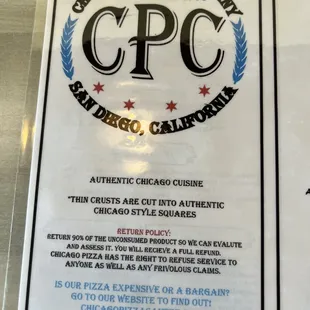 CPC
SAN DIEGO, CALIFORNIA
AUTHENTIC CHICAGO CUISINE
*THIN CRUSTS ARE CUT INTO AUTHENTIC
CHICAGO STYLE SQUARES
RETURN POLICY:
RETURN 90% OF THE UNCONSUMED PRODUCT SO WE CAN EVALUTE
AND ASSESS IT. YOU WILL RECIEVE A FULL REFUND.
CHICAGO PIZZA HAS THE RIGHT TO REFUSE SERVICE TO
ANYONE AS WELL AS ANY FRIVOLOUS CLAIMS.
IS OUR PIZZA EXPENSIVE OR A BARGAIN?
GO TO OUR WEBSITE TO FIND OUT!